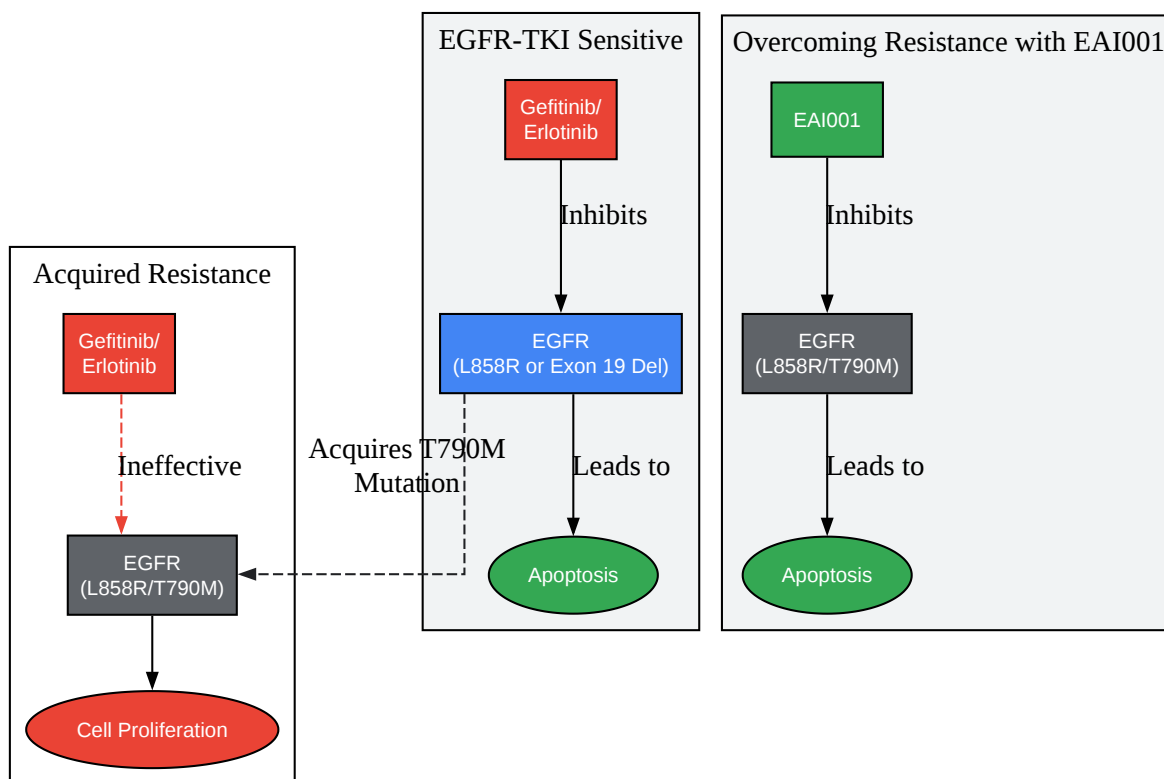 EGFR-TKI Sensitive
Gefitinib/
Erlotinib
Inhibits
EGFR
(L858R or Exon 19 Del)
Leads to
Apoptosis
Acquires T790M
Mutation
Acquired Resistance
Gefitinib/
Erlotinib
Ineffective
EGFR
(L858R/T790M)
Cell Proliferation
Overcoming Resistance with EAI001
EAI001
Inhibits
EGFR
(L858R/T790M)
Leads to
Apoptosis